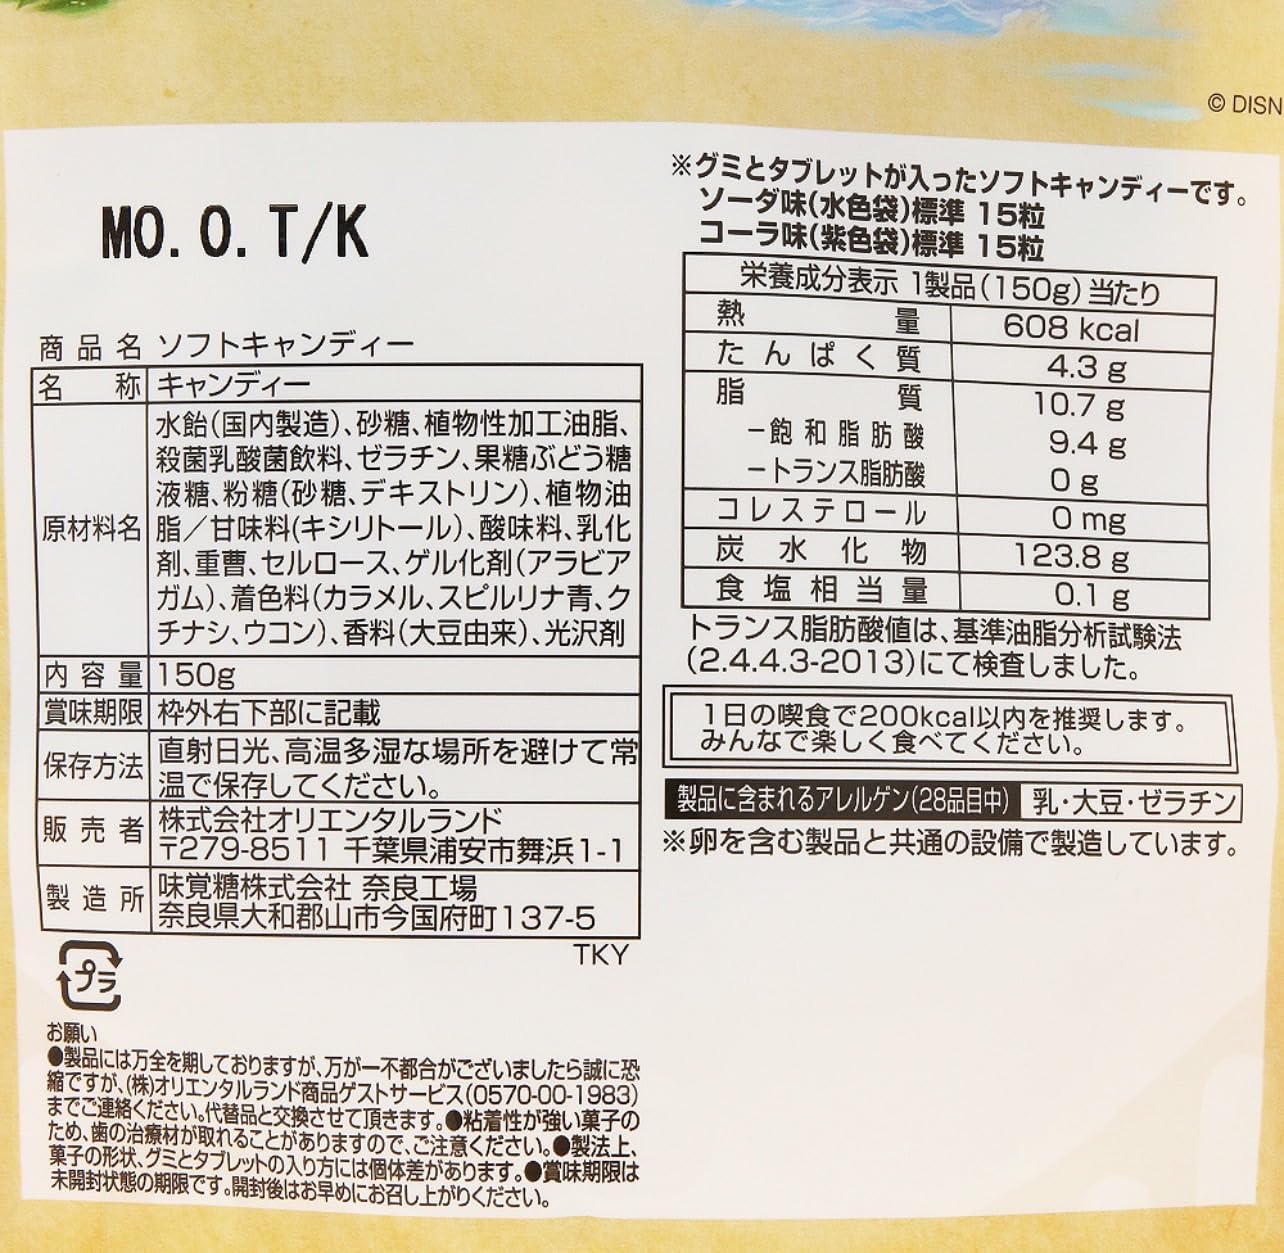 © DISN
MO. O. T/K
商品名 ソフトキャンディー
名称 キャンディー
原材料名 水飴(国内製造)、砂糖、植物性加工油脂、
殺菌乳酸菌飲料、ゼラチン、果糖ぶどう糖
液糖、粉糖(砂糖、デキストリン)、植物油
脂/甘味料(キシリトール)、酸味料、乳化
剤、重曹、セルロース、ゲル化剤(アラビア
ガム)、着色料(カラメル、スピルリナ青、ク
チナシ、ウコン)、香料(大豆由来)、光沢剤
内容量 150g
賞味期限 枠外右下部に記載
保存方法 直射日光、高温多湿な場所を避けて常
温で保存してください。
販売者 株式会社オリエンタルランド
〒279-8511 千葉県浦安市舞浜1-1
製造所 味覚糖株式会社 奈良工場
奈良県大和郡山市今国府町137-5
TKY
プラ
お願い
●製品には万全を期しておりますが、万が一不都合がございましたら誠に恐
縮ですが、(株)オリエンタルランド商品ゲストサービス(0570-00-1983)
までご連絡ください。代替品と交換させて頂きます。●粘着性が強い菓子の
ため、歯の治療材が取れることがありますので、ご注意ください。●製法上、
菓子の形状、グミとタブレットの入り方には個体差があります。●賞味期限は
未開封状態の期限です。開封後はお早めにお召し上がりください。
※グミとタブレットが入ったソフトキャンディーです。
ソーダ味(水色袋)標準 15粒
コーラ味(紫色袋)標準 15粒
栄養成分表示 1製品(150g)当たり
熱量 608 kcal
たんぱく質 4.3 g
脂質 10.7 g
-飽和脂肪酸 9.4 g
-トランス脂肪酸 0 g
コレステロール 0 mg
炭水化物 123.8 g
食塩相当量 0.1 g
トランス脂肪酸値は、基準油脂分析試験法
(2.4.4.3-2013)にて検査しました。
1日の喫食で200kcal以内を推奨します。
みんなで楽しく食べてください。
製品に含まれるアレルゲン(28品目中) 乳・大豆・ゼラチン
※卵を含む製品と共通の設備で製造しています。